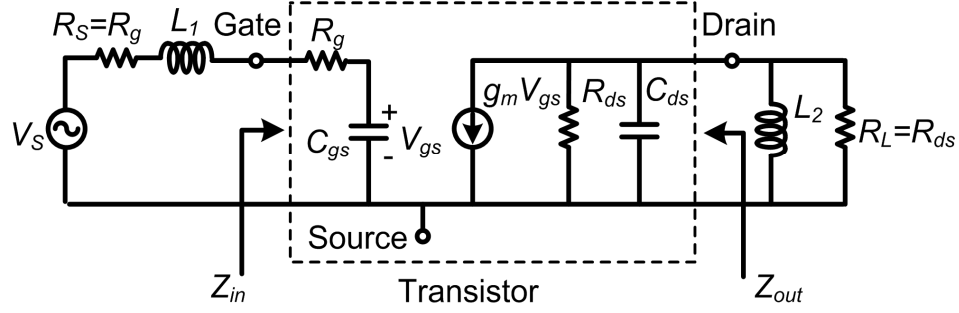 R_S=R_g
L_1
Gate
R_g
Drain
V_S
C_gs
+
-
V_gs
g_mV_gs
R_ds
C_ds
L_2
R_L=R_ds
Source
Z_in
Transistor
Z_out